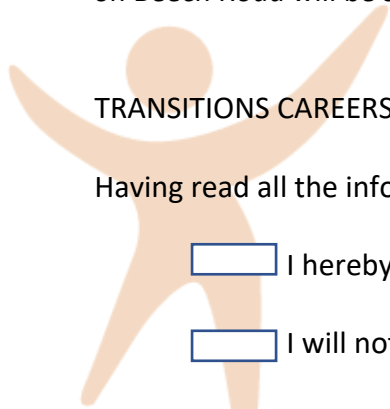 TRANSITIONS CAREERS
Having read all the info
I hereby
I will not